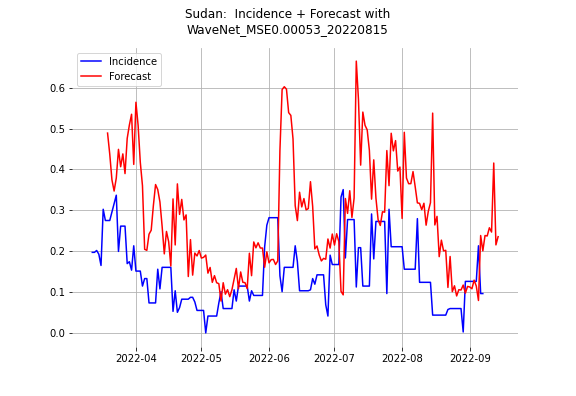 Sudan:  Incidence + Forecast with
WaveNet_MSE0.00053_20220815
Incidence
Forecast
0.6
0.5
0.4
0.3
0.2
0.1
0.0
2022-04 2022-05 2022-06 2022-07 2022-08 2022-09